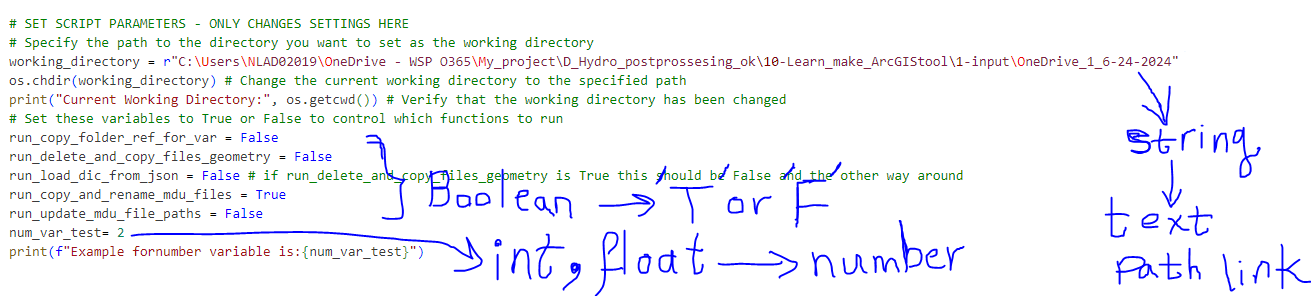 # SET SCRIPT PARAMETERS - ONLY CHANGES SETTINGS HERE
# Specify the path to the directory you want to set as the working directory
working_directory = r"C:\Users\NLAD02019\OneDrive - WSP O365\My_project\D_Hydro_postprossesing_ok\10-Learn_make_ArcGIStool\1-input\OneDrive_1_6-24-2024"
os.chdir(working_directory) # Change the current working directory to the specified path
print("Current Working Directory:", os.getcwd()) # Verify that the working directory has been changed
# Set these variables to True or False to control which functions to run
run_copy_folder_ref_for_var = False
run_delete_and_copy_files_geometry = False
run_load_dic_from_json = False # if run_delete_and_copy_files_geometry is True this should be False and the other way around
run_copy_and_rename_mdu_files = True
run_update_mdu_file_paths = False
num_var_test= 2
print(f"Example fornumber variable is:{num_var_test}")
Boolean → 'T' or 'F'
int, float → number
string
text
path link